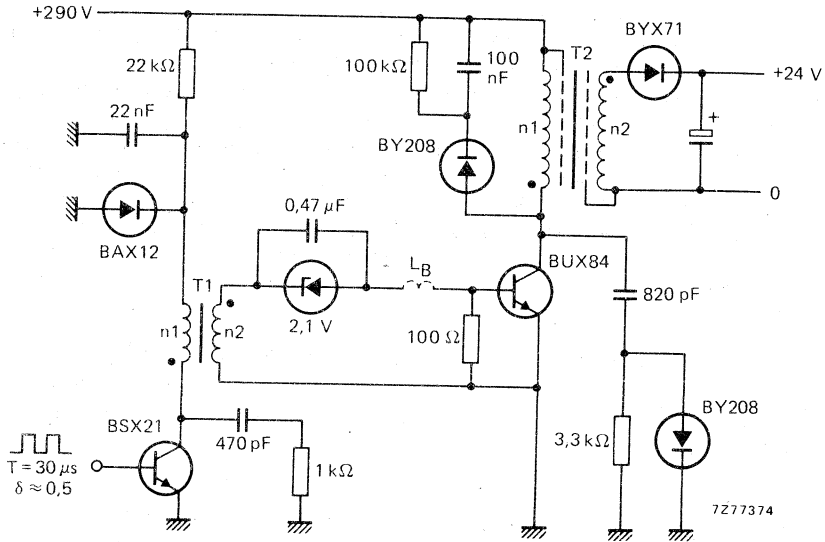 +290 V
BYX71
T2
22 kΩ
100 kΩ
100
nF
+24 V
22 nF
n1
n2
+
BY208
0
0,47 µF
BAX12
L_B
BUX84
T1
n1
n2
2,1 V
820 pF
100 Ω
BSX21
470 pF
BY208
3,3 kΩ
T = 30 µs
δ ≈ 0,5
1 kΩ
7Z77374